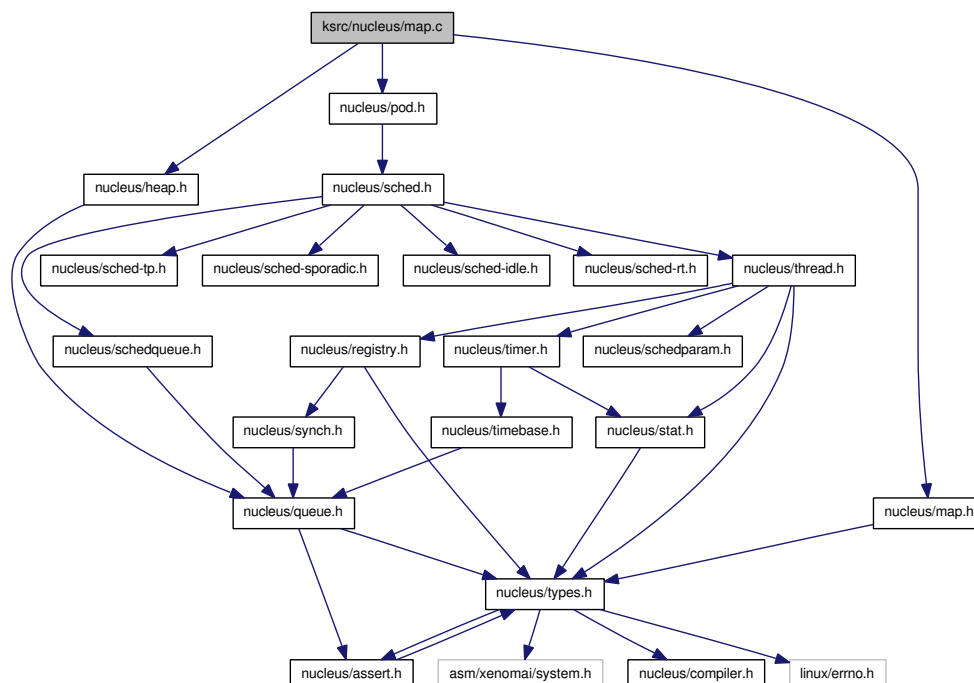 ksrc/nucleus/map.c
nucleus/pod.h
nucleus/heap.h
nucleus/sched.h
nucleus/sched-tp.h
nucleus/sched-sporadic.h
nucleus/sched-idle.h
nucleus/sched-rt.h
nucleus/thread.h
nucleus/schedqueue.h
nucleus/registry.h
nucleus/timer.h
nucleus/schedparam.h
nucleus/synch.h
nucleus/timebase.h
nucleus/stat.h
nucleus/queue.h
nucleus/map.h
nucleus/types.h
nucleus/assert.h
asm/xenomai/system.h
nucleus/compiler.h
linux/errno.h